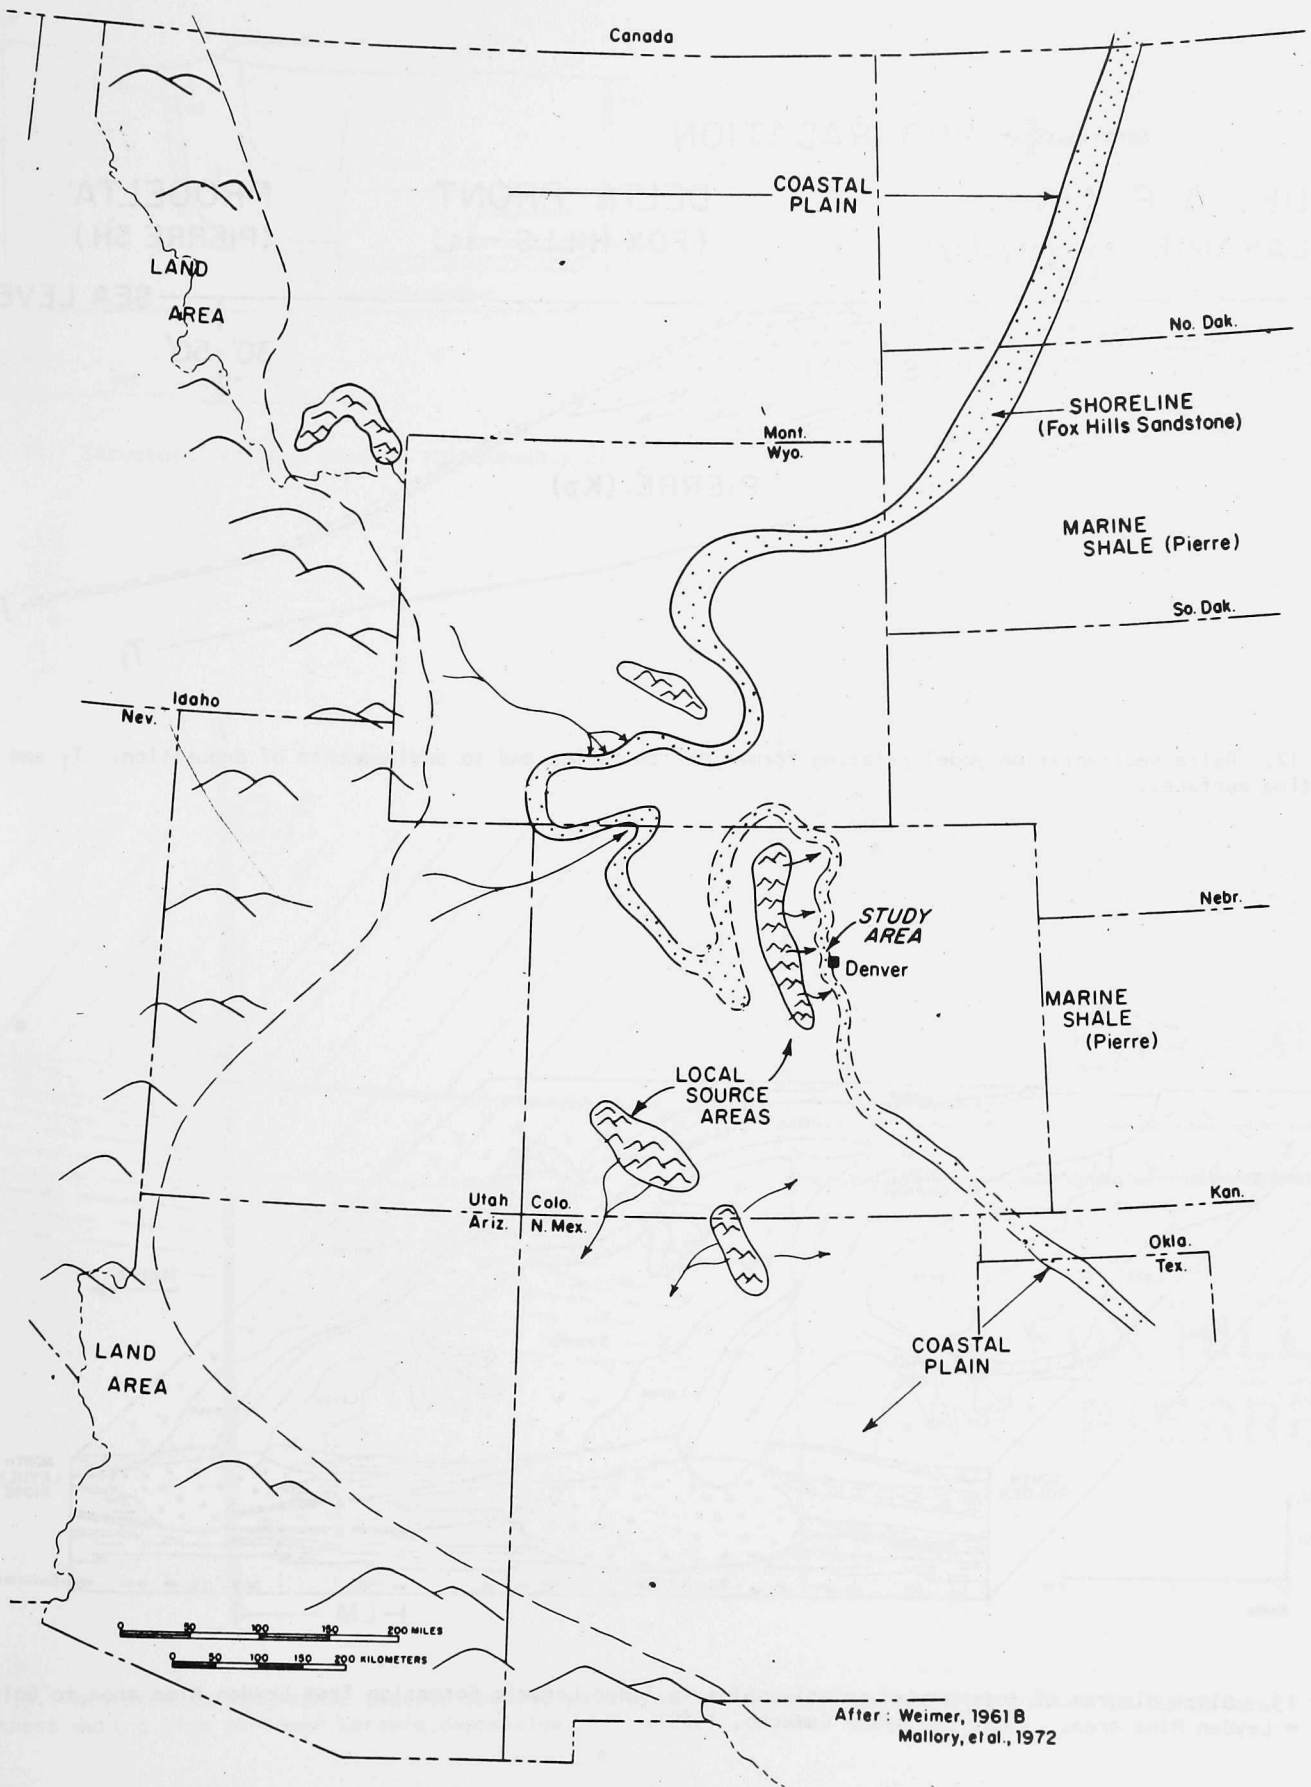 Canada
COASTAL
PLAIN
LAND
AREA
No. Dak.
SHORELINE
(Fox Hills Sandstone)
Mont.
Wyo.
MARINE
SHALE (Pierre)
So. Dak.
Idaho
Nev.
Nebr.
STUDY
AREA
Denver
MARINE
SHALE
(Pierre)
LOCAL
SOURCE
AREAS
Utah Colo.
Ariz. N. Mex.
Kan.
Okla.
Tex.
COASTAL
PLAIN
LAND
AREA
0 50 100 150 200 MILES
0 50 100 150 200 KILOMETERS
After : Weimer, 1961 B
Mallory, et al., 1972